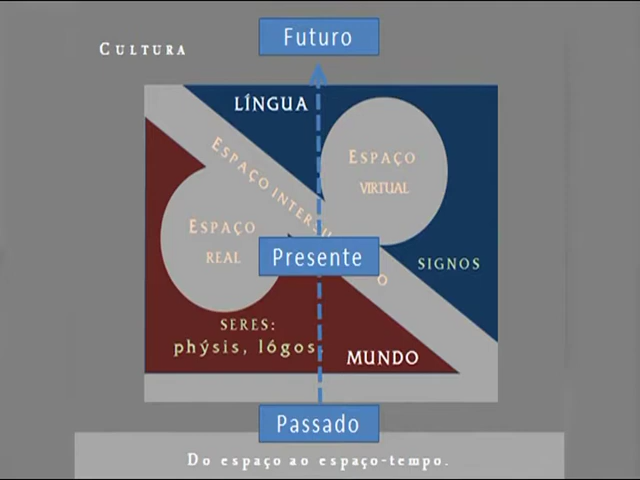 Futuro
CULTURA
LÍNGUA
ESPAÇO
VIRTUAL
ESPAÇO
ESPAÇO
REAL
Presente
SIGNOS
O
SERES:
phýsis, lógos.
MUNDO
Passado
Do espaço ao espaço-tempo.